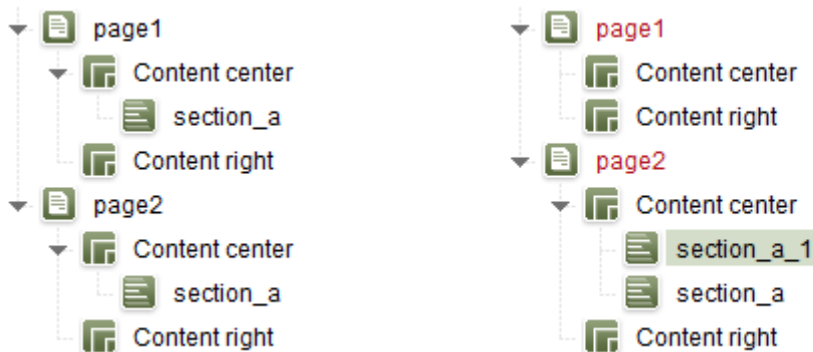 page1
Content center
section_a
Content right
page2
Content center
section_a
Content right
page1
Content center
Content right
page2
Content center
section_a_1
section_a
Content right